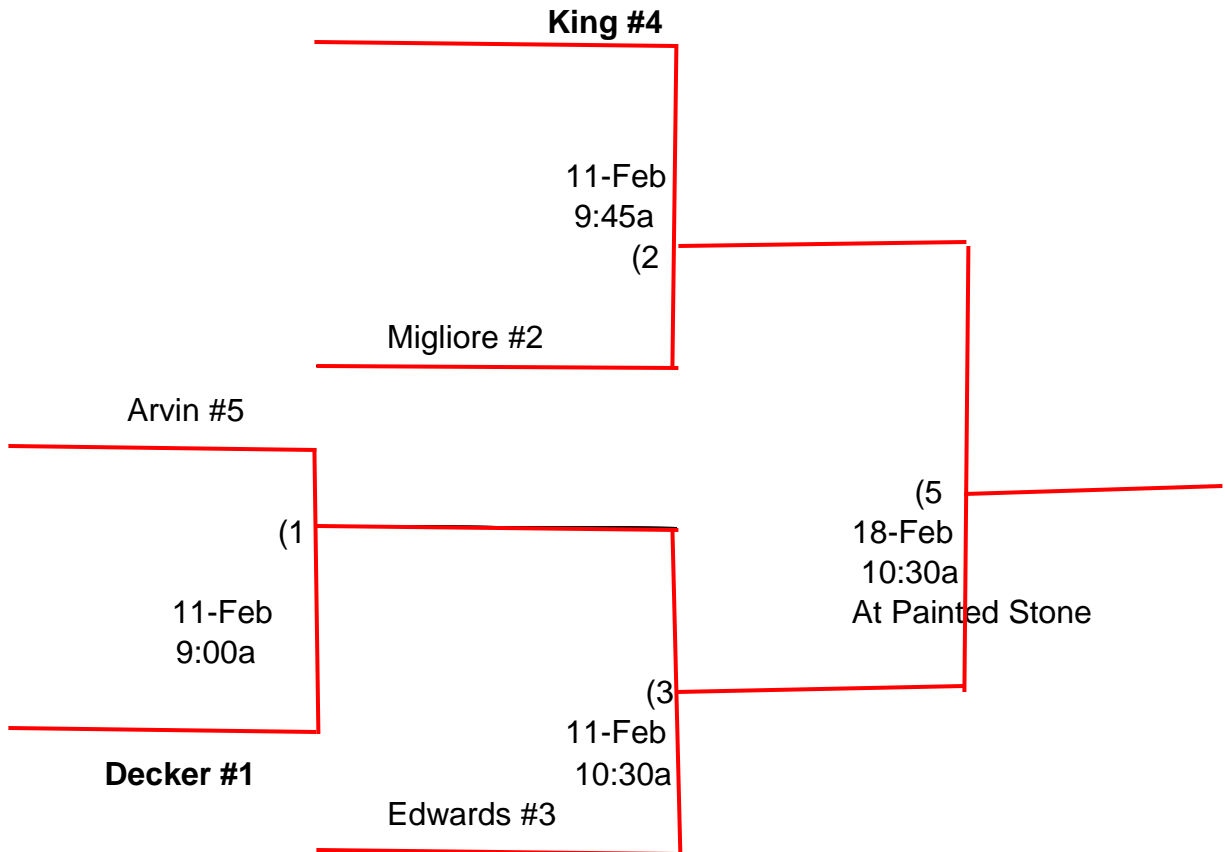 King #4
11-Feb
9:45a
(2
Migliore #2
Arvin #5
(1
11-Feb
9:00a
Decker #1
(5
18-Feb
10:30a
At Painted Stone
(3
11-Feb
10:30a
Edwards #3